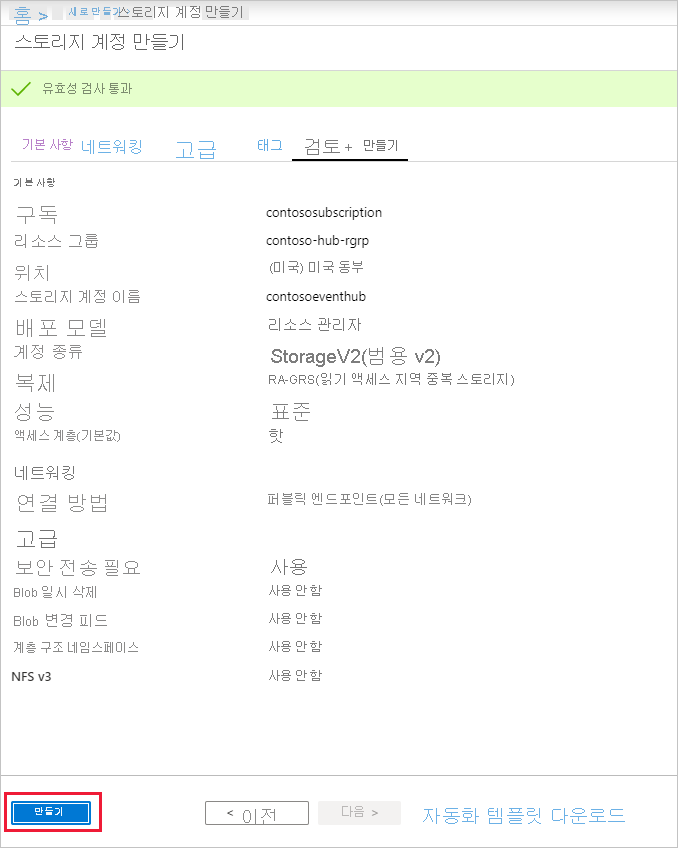 홈 > 새로 만들기 > 스토리지 계정 만들기
스토리지 계정 만들기
유효성 검사 통과
기본 사항 네트워킹 고급 태그 검토 + 만들기
기본 사항
구독 contososubscription
리소스 그룹 contoso-hub-rgrp
위치 (미국) 미국 동부
스토리지 계정 이름 contosoeventhub
배포 모델 리소스 관리자
계정 종류 StorageV2(범용 v2)
복제 RA-GRS(읽기 액세스 지역 중복 스토리지)
성능 표준
액세스 계층(기본값) 핫
네트워킹
연결 방법 퍼블릭 엔드포인트(모든 네트워크)
고급
보안 전송 필요 사용
Blob 일시 삭제 사용 안 함
Blob 변경 피드 사용 안 함
계층 구조 네임스페이스 사용 안 함
NFS v3 사용 안 함
만들기 < 이전 다음 > 자동화 템플릿 다운로드